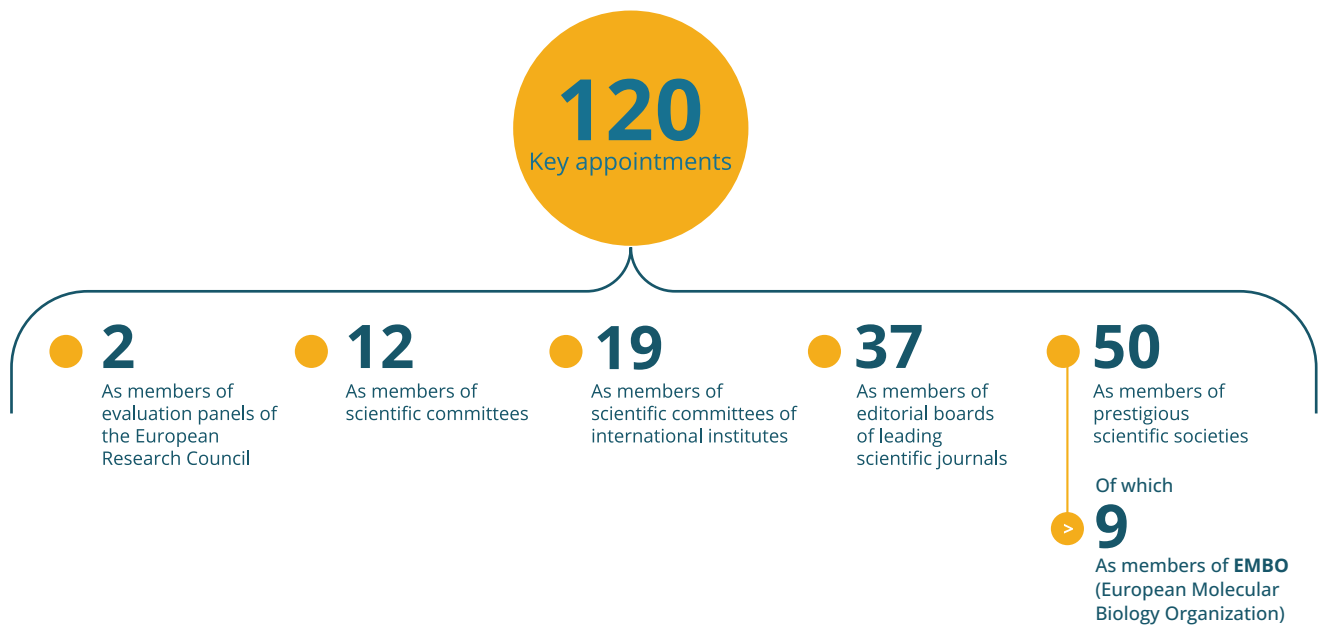 120
Key appointments
2
As members of
evaluation panels of
the European
Research Council
12
As members of
scientific committees
19
As members of
scientific committees of
international institutes
37
As members of
editorial boards
of leading
scientific journals
50
As members of
prestigious
scientific societies
Of which
>
9
As members of EMBO
(European Molecular
Biology Organization)